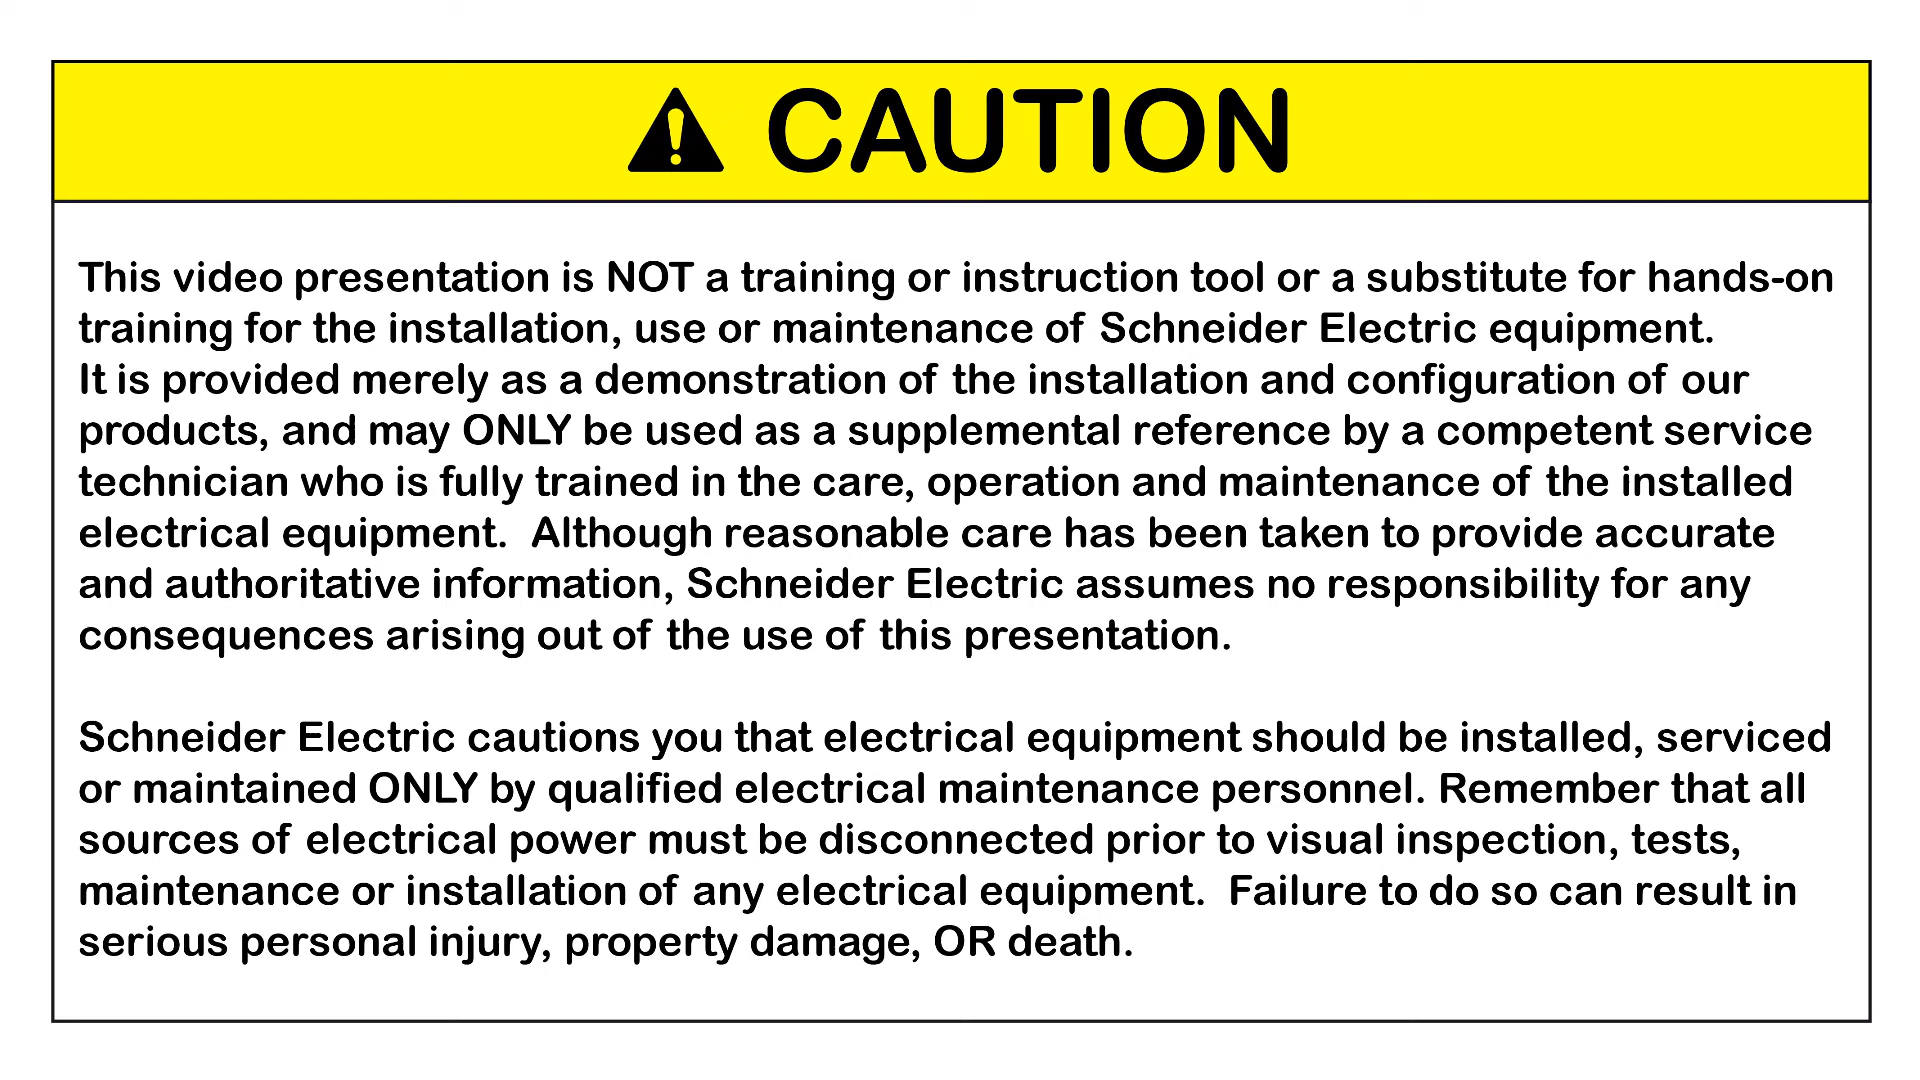 CAUTION
This video presentation is NOT a training or instruction tool or a substitute for hands-on
training for the installation, use or maintenance of Schneider Electric equipment.
It is provided merely as a demonstration of the installation and configuration of our
products, and may ONLY be used as a supplemental reference by a competent service
technician who is fully trained in the care, operation and maintenance of the installed
electrical equipment.  Although reasonable care has been taken to provide accurate
and authoritative information, Schneider Electric assumes no responsibility for any
consequences arising out of the use of this presentation.
Schneider Electric cautions you that electrical equipment should be installed, serviced
or maintained ONLY by qualified electrical maintenance personnel. Remember that all
sources of electrical power must be disconnected prior to visual inspection, tests,
maintenance or installation of any electrical equipment.  Failure to do so can result in
serious personal injury, property damage, OR death.